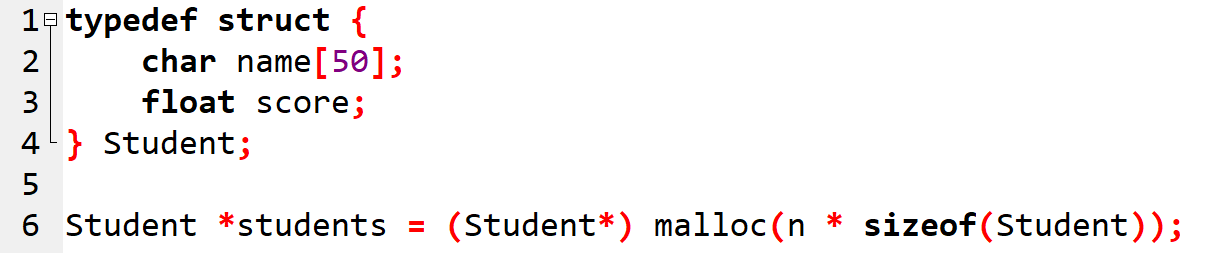 1 typedef struct {
2     char name[50];
3     float score;
4 } Student;
5
6 Student *students = (Student*) malloc(n * sizeof(Student));